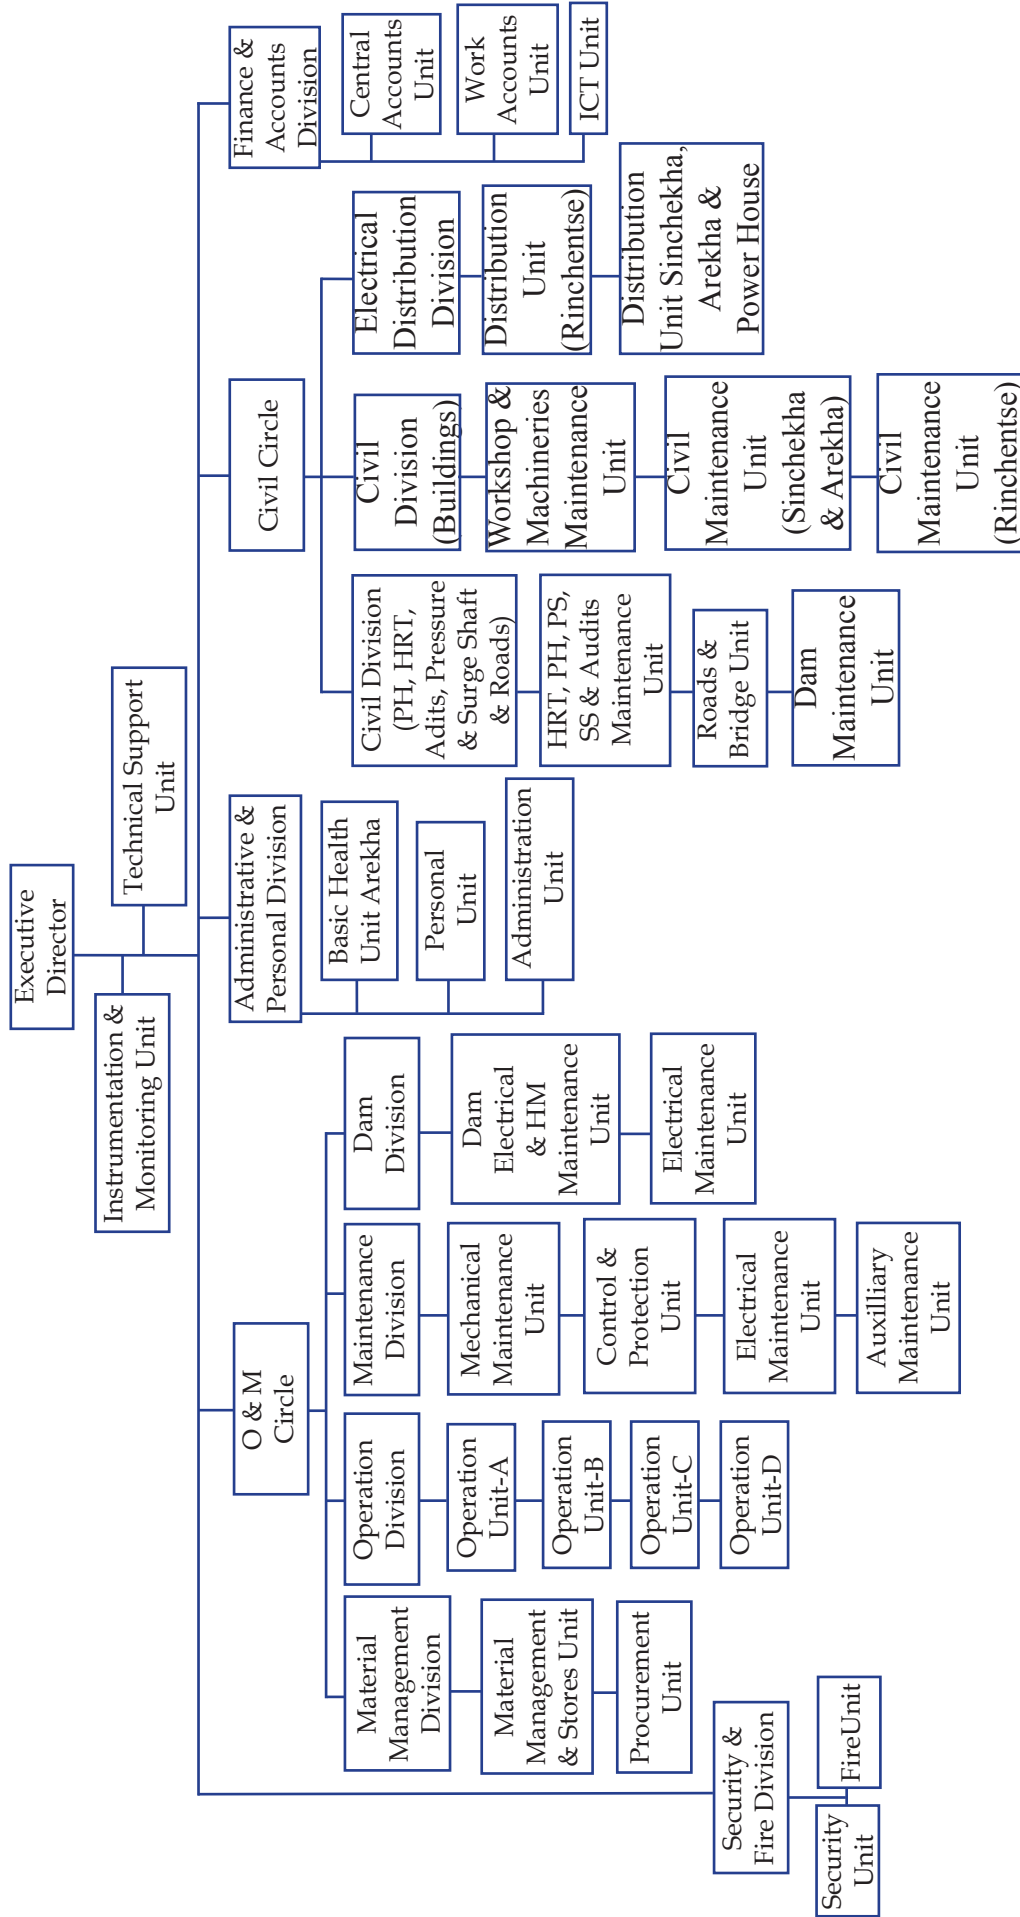 Executive
Director
Instrumentation &
Monitoring Unit
Technical Support
Unit
Security &
Fire Division
Security
Unit
FireUnit
O & M
Circle
Material
Management
Division
Material
Management
& Stores Unit
Procurement
Unit
Operation
Division
Operation
Unit-A
Operation
Unit-B
Operation
Unit-C
Operation
Unit-D
Maintenance
Division
Mechanical
Maintenance
Unit
Control &
Protection
Unit
Electrical
Maintenance
Unit
Auxilliary
Maintenance
Unit
Dam
Division
Dam
Electrical
& HM
Maintenance
Unit
Electrical
Maintenance
Unit
Administrative &
Personal Division
Basic Health
Unit Arekha
Personal
Unit
Administration
Unit
Civil Circle
Civil Division
(PH, HRT,
Adits, Pressure
& Surge Shaft
& Roads)
HRT, PH, PS,
SS & Audits
Maintenance
Unit
Roads &
Bridge Unit
Dam
Maintenance
Unit
Civil
Division
(Buildings)
Workshop &
Machineries
Maintenance
Unit
Civil
Maintenance
Unit
(Sinchekha
& Arekha)
Civil
Maintenance
Unit
(Rinchentse)
Electrical
Distribution
Division
Distribution
Unit
(Rinchentse)
Distribution
Unit Sinchekha,
Arekha &
Power House
Finance &
Accounts
Division
Central
Accounts
Unit
Work
Accounts
Unit
ICT Unit